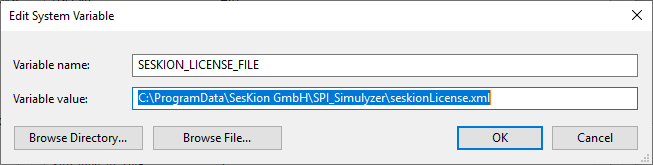 Edit System Variable
Variable name: SESKION_LICENSE_FILE
Variable value: C:\ProgramData\SesKion GmbH\SPI_Simulyzer\seskionLicense.xml
Browse Directory... Browse File... OK Cancel